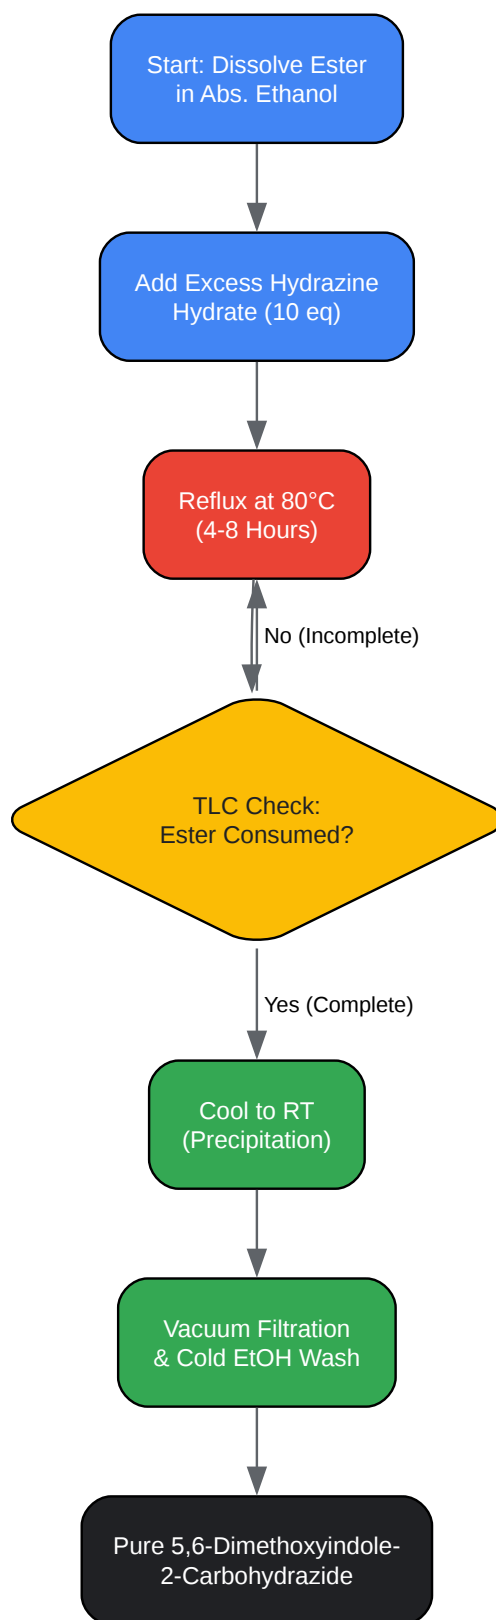 Start: Dissolve Ester
in Abs. Ethanol
Add Excess Hydrazine
Hydrate (10 eq)
Reflux at 80°C
(4-8 Hours)
No (Incomplete)
TLC Check:
Ester Consumed?
Yes (Complete)
Cool to RT
(Precipitation)
Vacuum Filtration
& Cold EtOH Wash
Pure 5,6-Dimethoxyindole-
2-Carbohydrazide